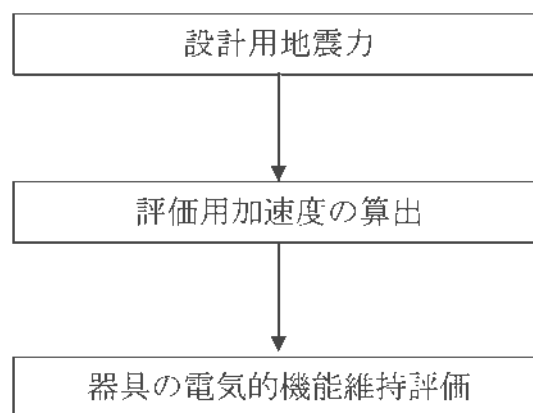 設計用地震力
評価用加速度の算出
器具の電気的機能維持評価